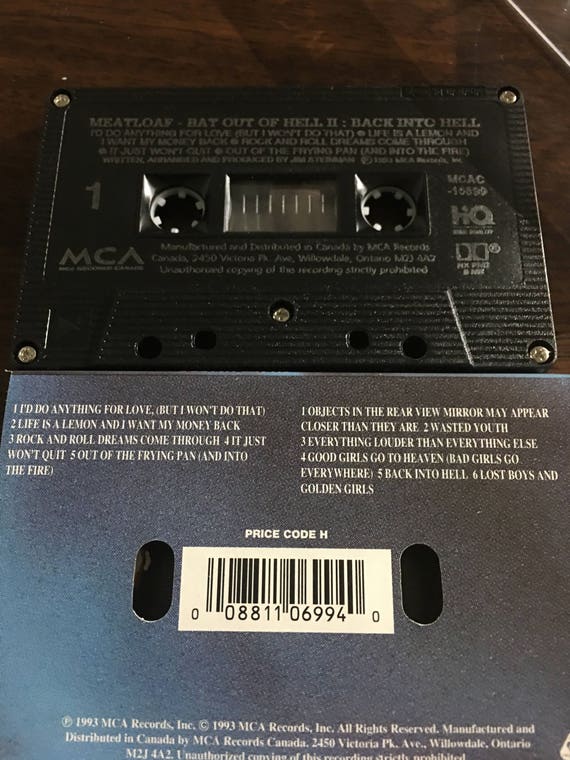 MEATLOAF - BAT OUT OF HELL II : BACK INTO HELL
I'D DO ANYTHING FOR LOVE (BUT I WON'T DO THAT) ● LIFE IS A LEMON AND
I WANT MY MONEY BACK ● ROCK AND ROLL DREAMS COME THROUGH
● IT JUST WON'T QUIT ● OUT OF THE FRYING PAN (AND INTO THE FIRE)
WRITTEN, ARRANGED AND PRODUCED BY JIM STEINMAN ℗ 1993 MCA Records, Inc.
1
MCAC
HQ
MCA
MCA RECORDS CANADA
Manufactured and Distributed in Canada by MCA Records
Canada, 2450 Victoria Pk. Ave, Willowdale, Ontario M2J 4A2
Unauthorized copying of this recording strictly prohibited
1 I'D DO ANYTHING FOR LOVE, (BUT I WON'T DO THAT)
2 LIFE IS A LEMON AND I WANT MY MONEY BACK
3 ROCK AND ROLL DREAMS COME THROUGH 4 IT JUST
WON'T QUIT 5 OUT OF THE FRYING PAN (AND INTO
THE FIRE)
1 OBJECTS IN THE REAR VIEW MIRROR MAY APPEAR
CLOSER THAN THEY ARE 2 WASTED YOUTH
3 EVERYTHING LOUDER THAN EVERYTHING ELSE
4 GOOD GIRLS GO TO HEAVEN (BAD GIRLS GO
EVERYWHERE) 5 BACK INTO HELL 6 LOST BOYS AND
GOLDEN GIRLS
PRICE CODE H
0 08811 06994 0
℗ 1993 MCA Records, Inc. © 1993 MCA Records, Inc. All Rights Reserved. Manufactured and
Distributed in Canada by MCA Records Canada. 2450 Victoria Pk. Ave., Willowdale, Ontario
M2J 4A2. Unauthorized copying of this recording strictly prohibited